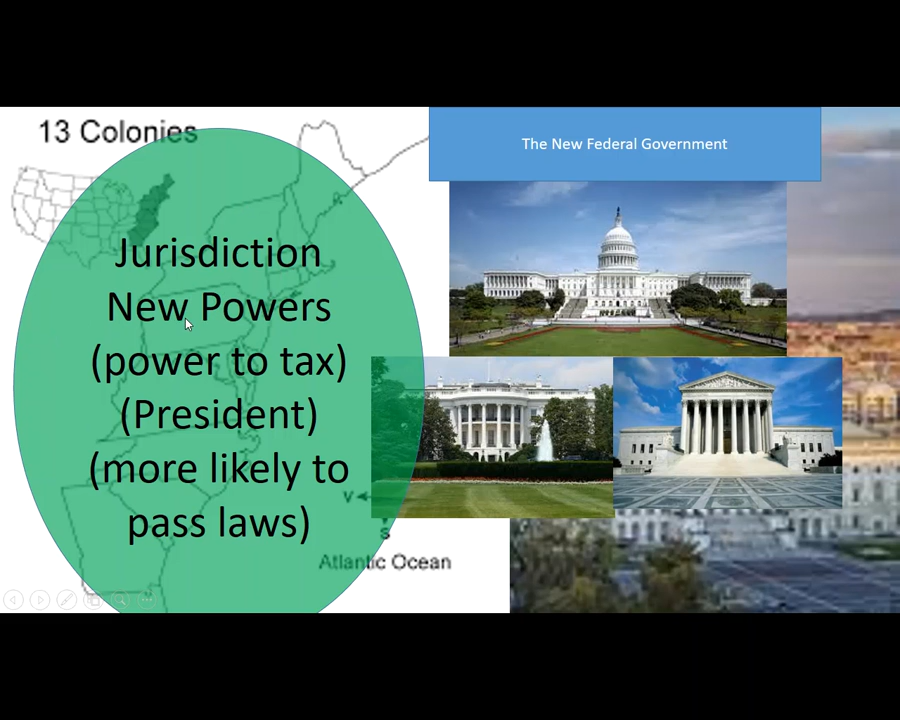 13 Colonies
The New Federal Government
Jurisdiction
New Powers
(power to tax)
(President)
(more likely to
pass laws)
V
S
Atlantic Ocean